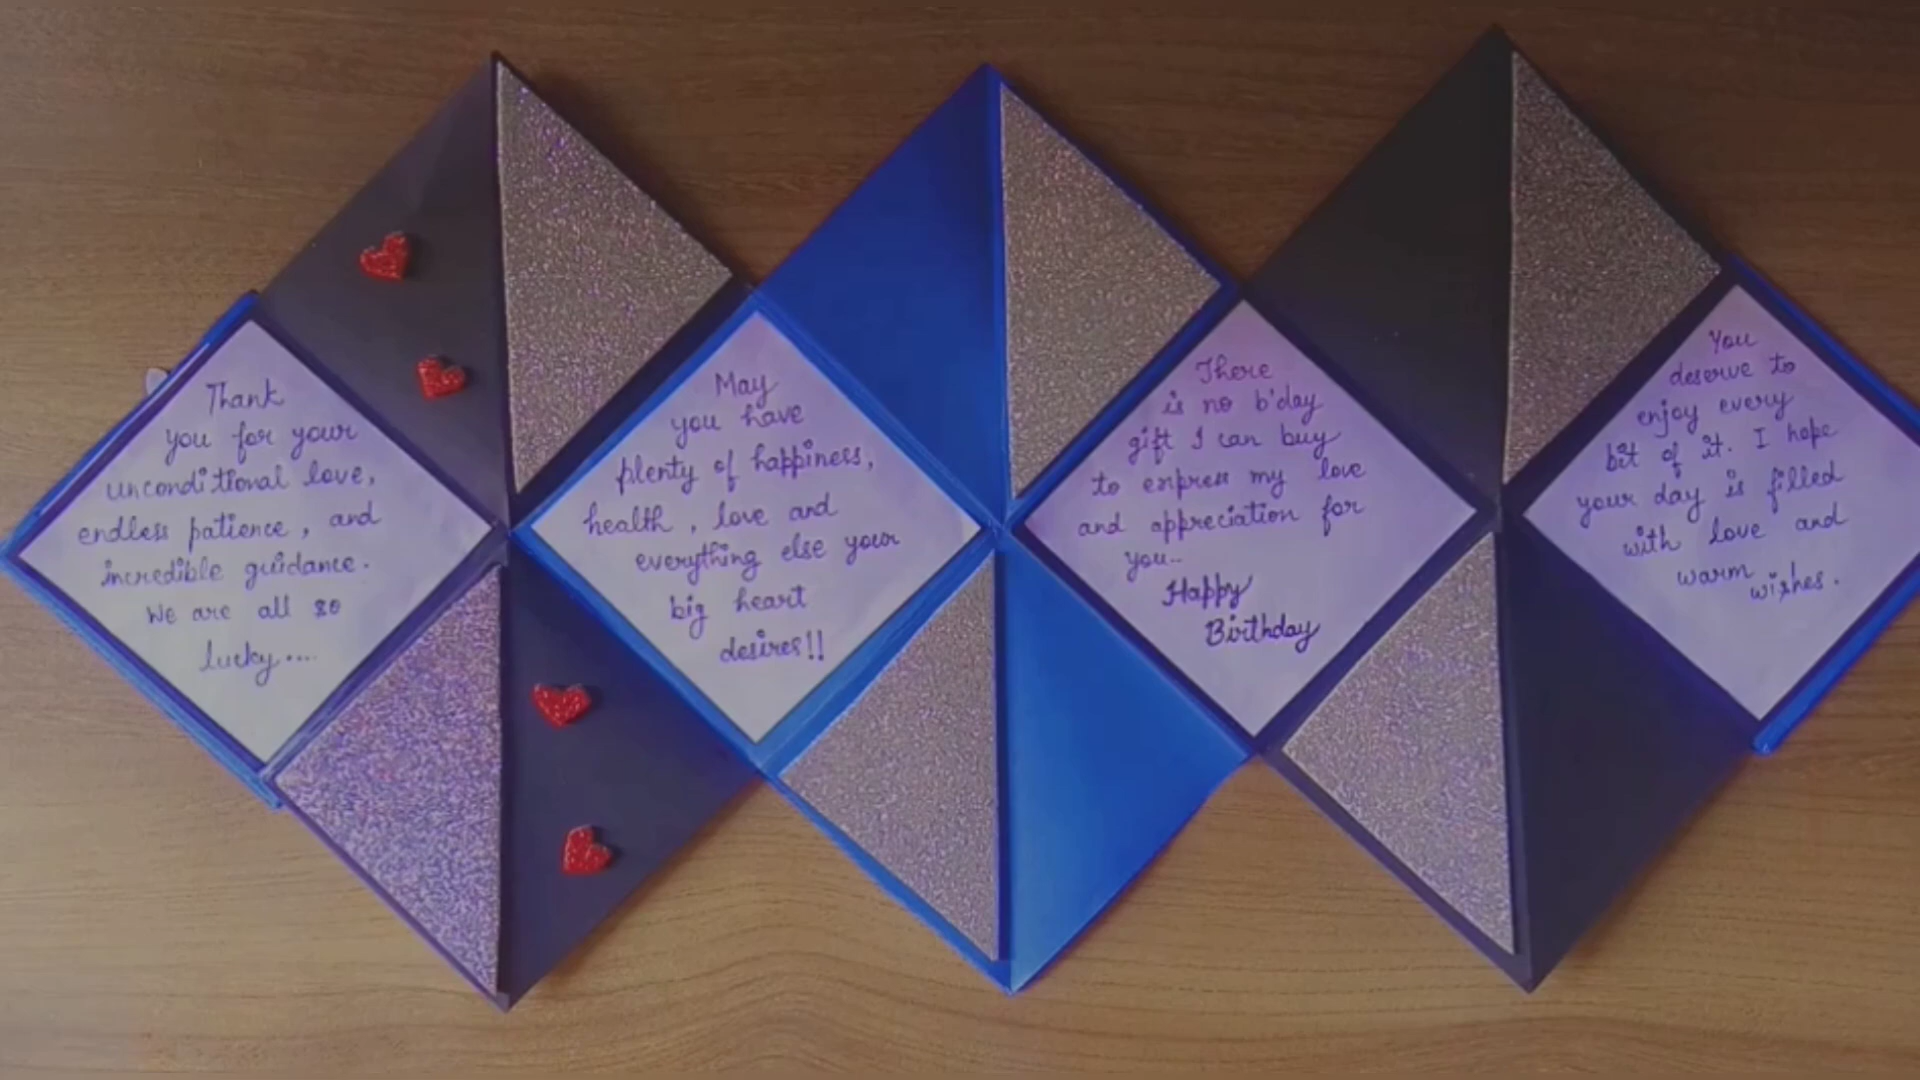 Thank
you for your
unconditional love,
endless patience, and
incredible guidance.
We are all so
lucky....
May
you have
plenty of happiness,
health, love and
everything else your
big heart
desires!!
There
is no b'day
gift I can buy
to enpress my love
and appreciation for
you..
Happy
Birthday
You
deserve to
enjoy every
bit of it. I hope
your day is filled
with love and
warm
wishes.